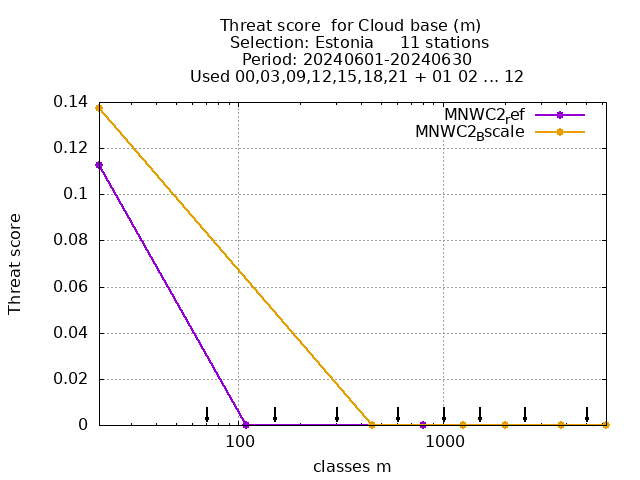 Threat score  for Cloud base (m)
Selection: Estonia     11 stations
Period: 20240601-20240630
Used 00,03,09,12,15,18,21 + 01 02 ... 12
MNWC2ref
MNWC2Bscale
0.14
0.12
0.1
0.08
0.06
0.04
0.02
0
Threat score
100
1000
classes m